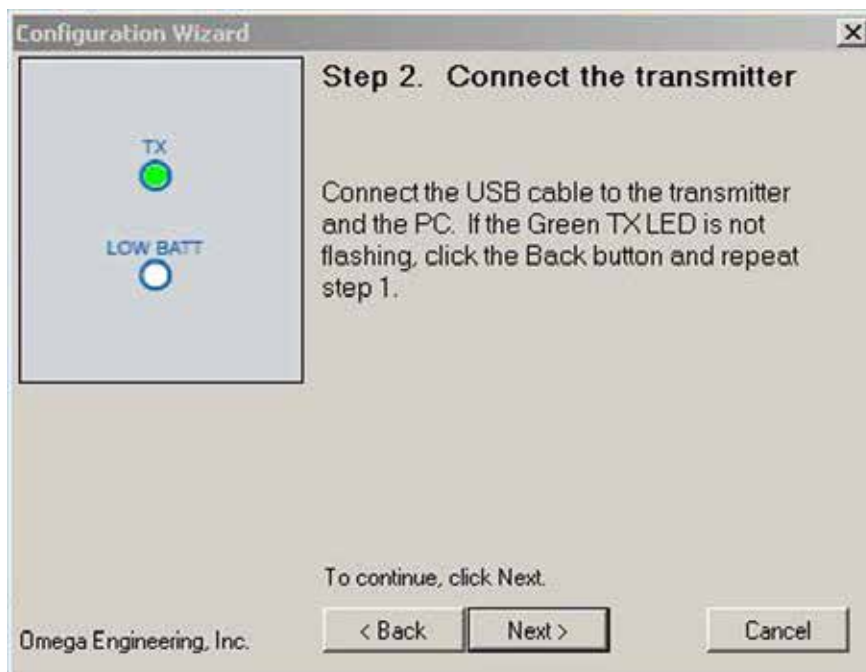 Configuration Wizard
Step 2. Connect the transmitter
TX
LOW BATT
Connect the USB cable to the transmitter
and the PC. If the Green TX LED is not
flashing, click the Back button and repeat
step 1.
To continue, click Next.
Omega Engineering, Inc.
< Back
Next >
Cancel